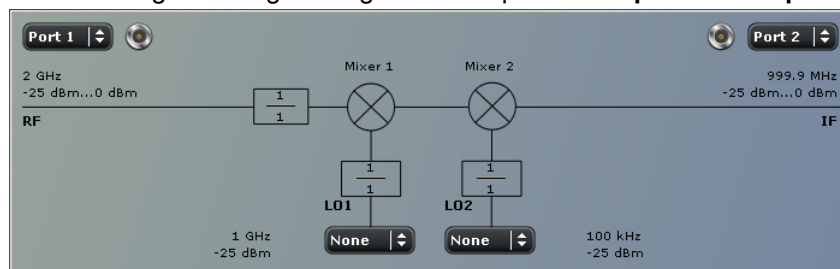 Port 1
Port 2
Mixer 1
Mixer 2
2 GHz
-25 dBm...0 dBm
RF
999.9 MHz
-25 dBm...0 dBm
IF
1
1
1
1
LO1
1
1
LO2
1 GHz
-25 dBm
None
None
100 kHz
-25 dBm